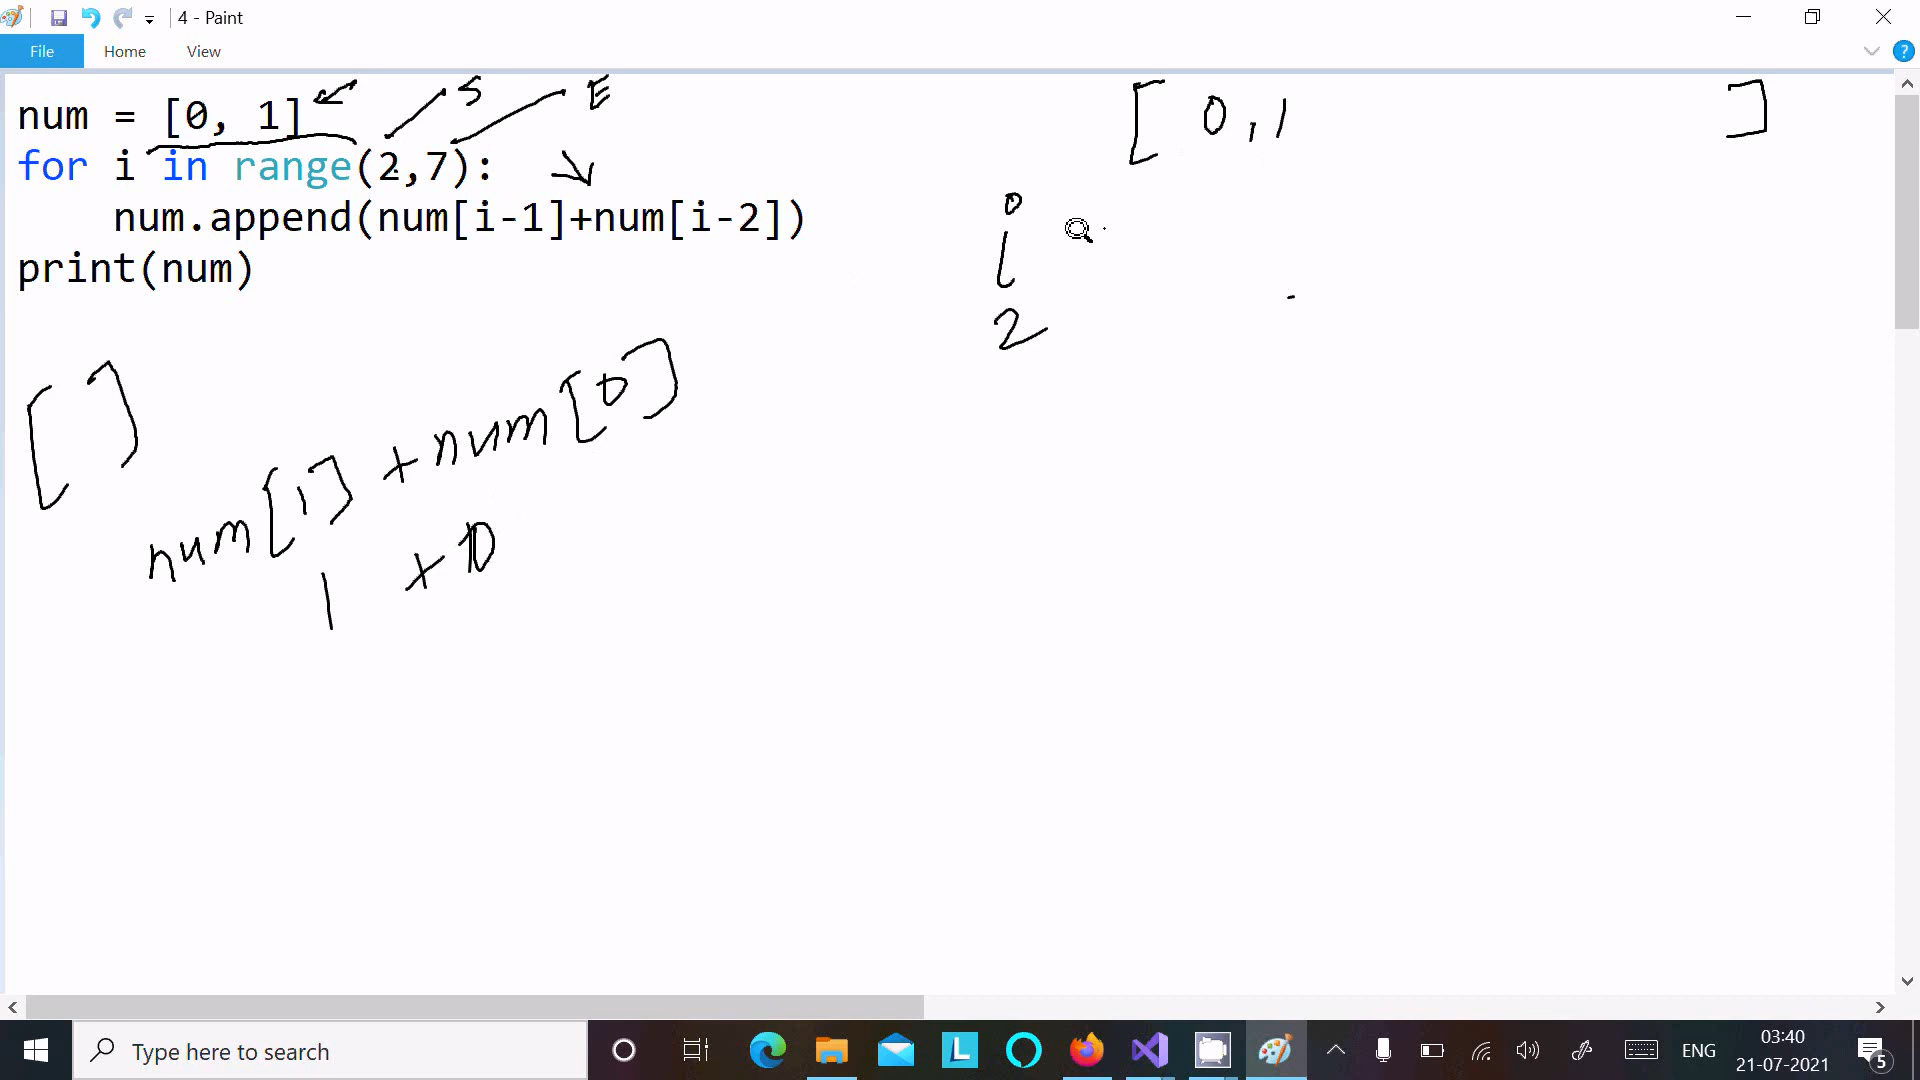 4 - Paint
File Home View
num = [0, 1]
for i in range(2,7):
    num.append(num[i-1]+num[i-2])
print(num)
S E
[ 0 , 1 ]
i
2
[ ]
num[1] + num[0]
1 + 0
Type here to search
L
ENG
03:40
21-07-2021
5